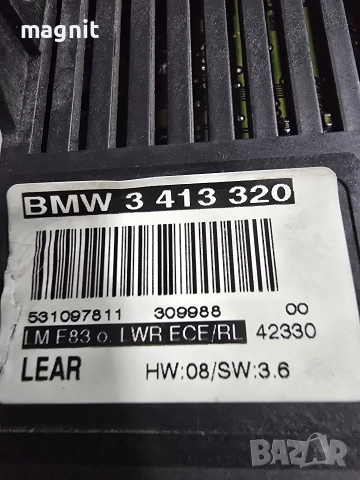 magnit
BMW 3 413 320
531097811 309988 00
LM E83 o. LWR ECE/RL 42330
LEAR HW:08/SW:3.6
BAZAR